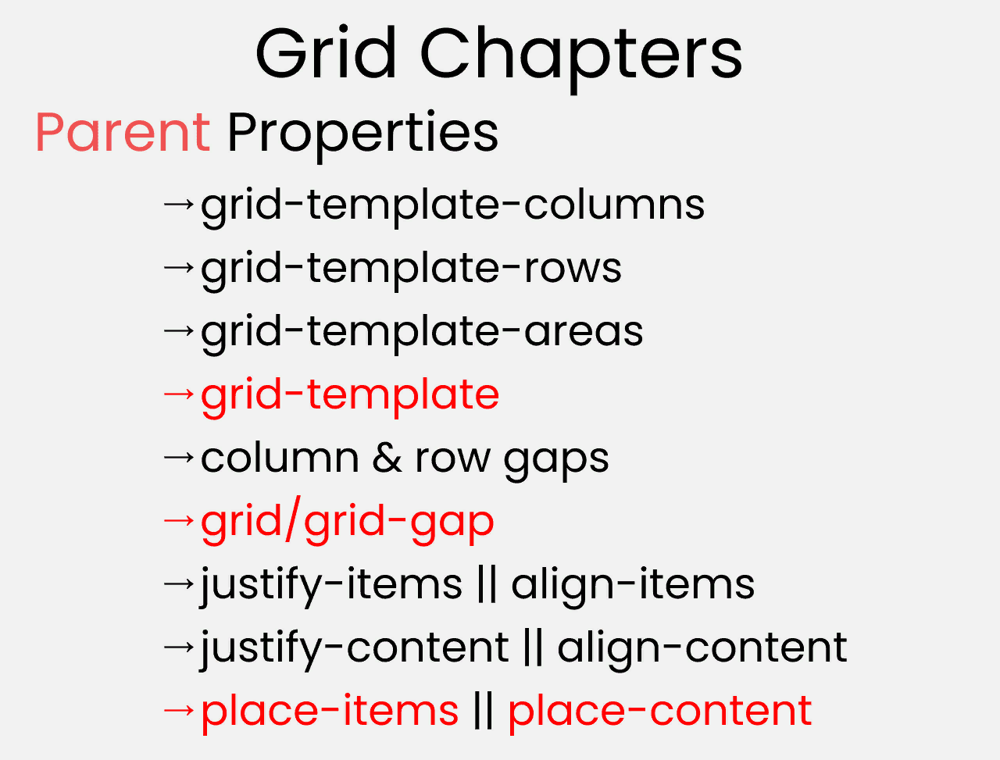 Grid Chapters
Parent Properties
→grid-template-columns
→grid-template-rows
→grid-template-areas
→grid-template
→column & row gaps
→grid/grid-gap
→justify-items || align-items
→justify-content || align-content
→place-items || place-content